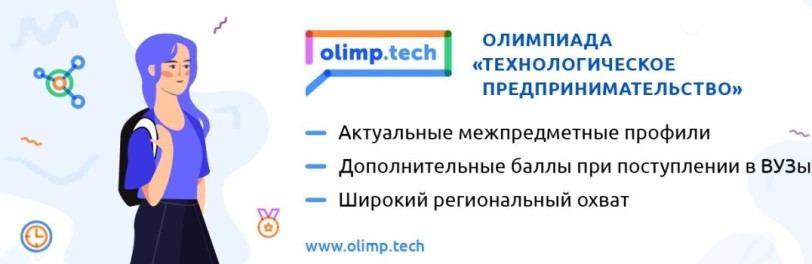 olimp.tech
ОЛИМПИАДА
«ТЕХНОЛОГИЧЕСКОЕ
ПРЕДПРИНИМАТЕЛЬСТВО»
Актуальные межпредметные профили
Дополнительные баллы при поступлении в ВУЗы
Широкий региональный охват
www.olimp.tech